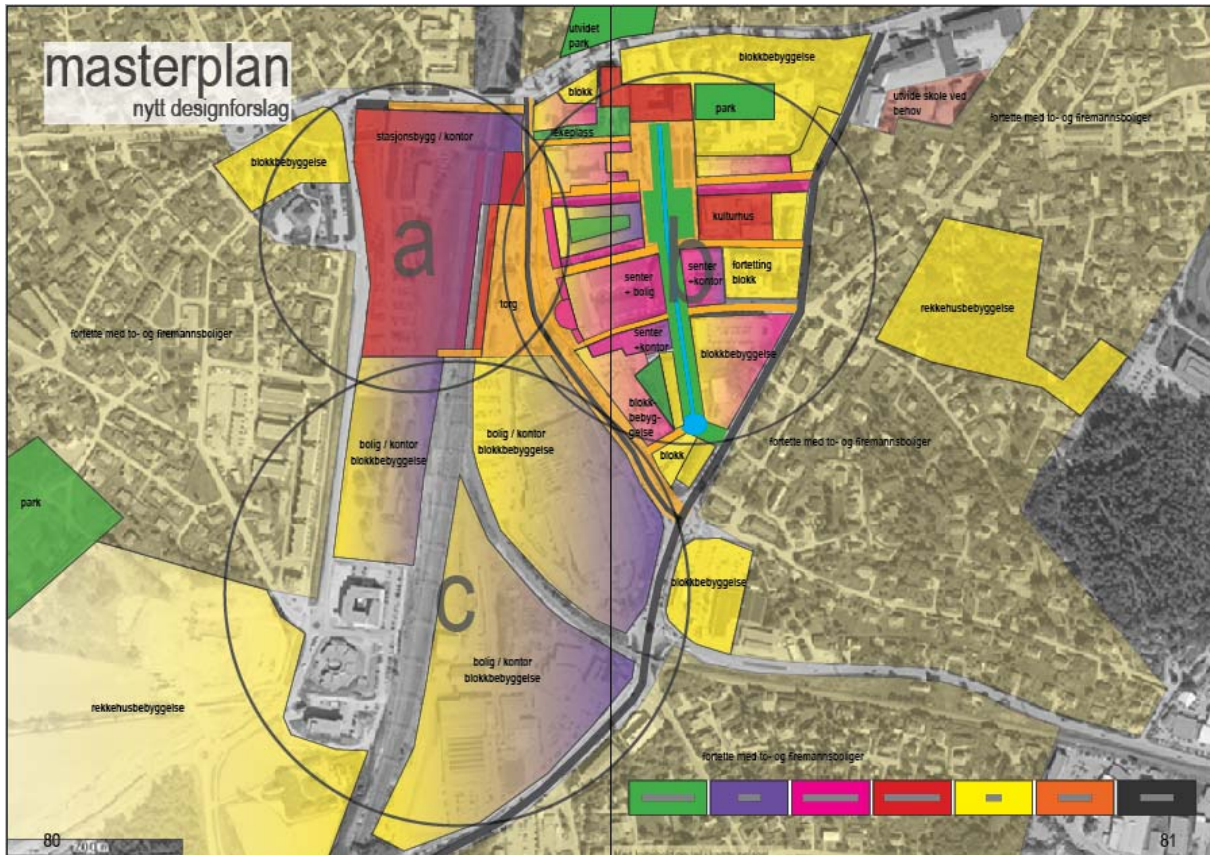 masterplan
nytt designforslag
utvidet
park
blokkbebyggelse
blokk
park
utvide skole ved
behov
fortette med to- og firemannsboliger
stasjonsbygg / kontor
lekeplass
blokkbebyggelse
a
kulturhus
b
senter
+ bolig
senter
+kontor
fortetting
blokk
torg
rekkehusbebyggelse
fortette med to- og firemannsboliger
senter
+kontor
blokkbebyggelse
blokk-
bebyg-
gelse
bolig / kontor
blokkbebyggelse
bolig / kontor
blokkbebyggelse
fortette med to- og firemannsboliger
blokk
park
c
blokkbebyggelse
bolig / kontor
blokkbebyggelse
rekkehusbebyggelse
fortette med to- og firemannsboliger
80
81